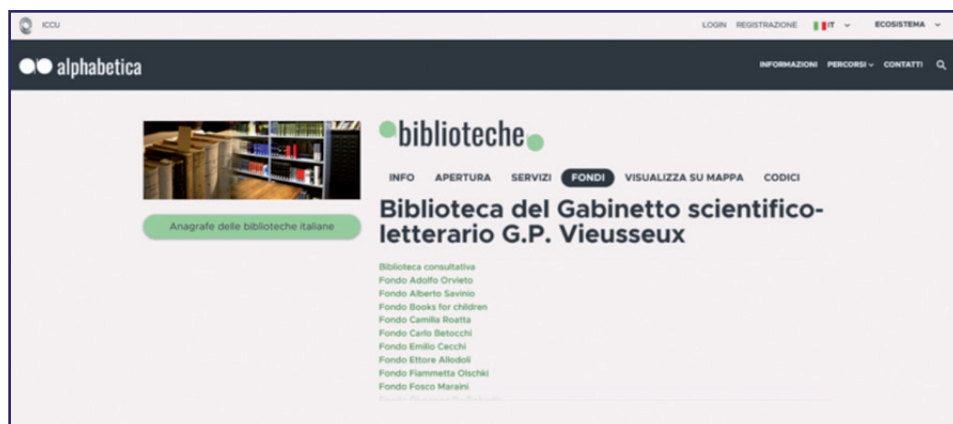 ICCU
LOGIN REGISTRAZIONE IT ECOSISTEMA
alphabetica
INFORMAZIONI PERCORSI CONTATTI
biblioteche
INFO APERTURA SERVIZI FONDI VISUALIZZA SU MAPPA CODICI
Anagrafe delle biblioteche italiane
Biblioteca del Gabinetto scientifico-
letterario G.P. Vieusseux
Biblioteca consultativa
Fondo Adolfo Orvieto
Fondo Alberto Savinio
Fondo Books for children
Fondo Camilla Roatta
Fondo Carlo Betocchi
Fondo Emilio Cecchi
Fondo Ettore Allodoli
Fondo Fiammetta Olschki
Fondo Fosco Maraini